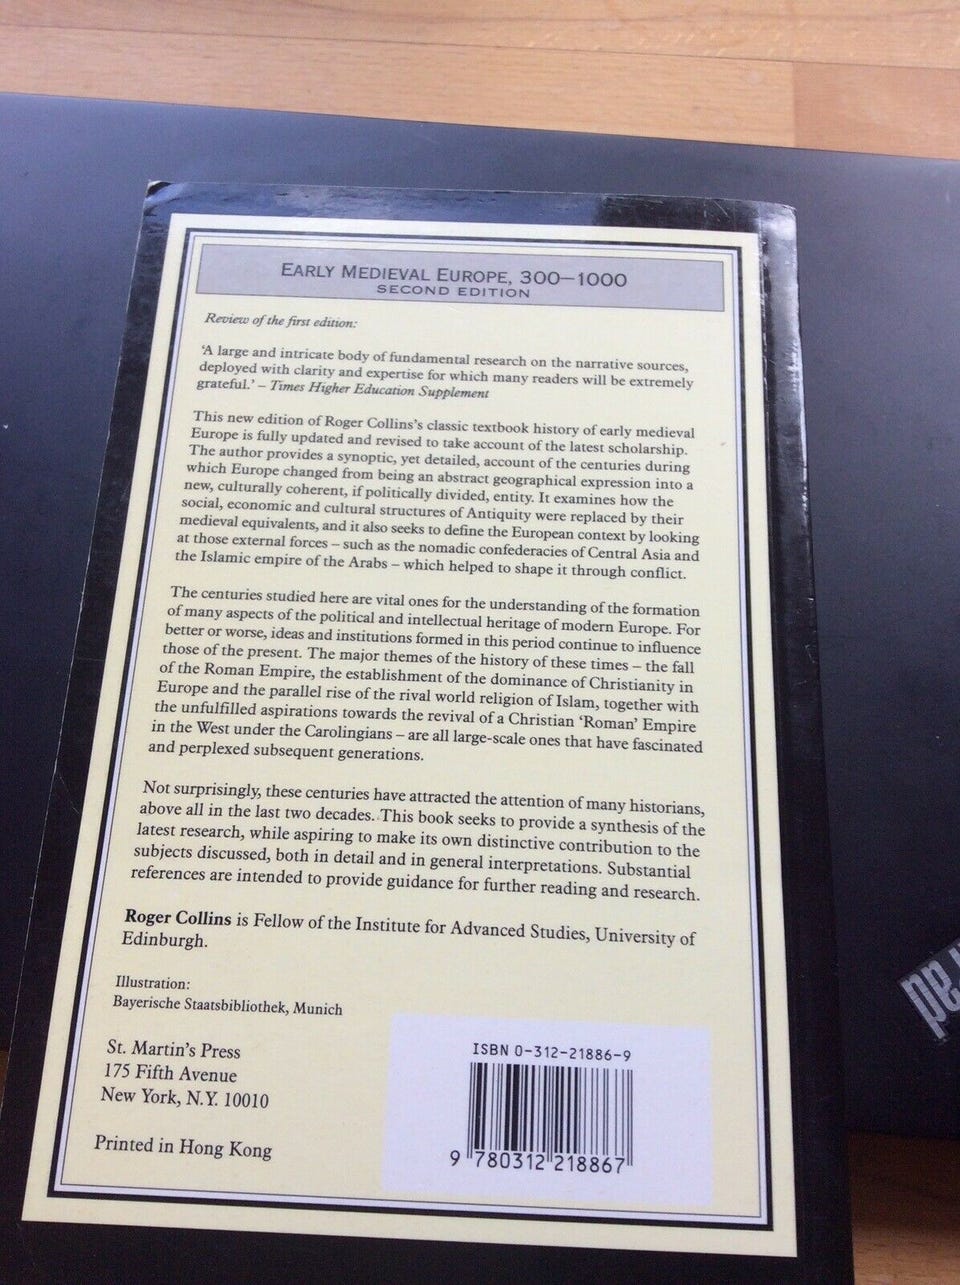 EARLY MEDIEVAL EUROPE, 300–1000
SECOND EDITION
Review of the first edition:
'A large and intricate body of fundamental research on the narrative sources,
deployed with clarity and expertise for which many readers will be extremely
grateful.' – Times Higher Education Supplement
This new edition of Roger Collins's classic textbook history of early medieval
Europe is fully updated and revised to take account of the latest scholarship.
The author provides a synoptic, yet detailed, account of the centuries during
which Europe changed from being an abstract geographical expression into a
new, culturally coherent, if politically divided, entity. It examines how the
social, economic and cultural structures of Antiquity were replaced by their
medieval equivalents, and it also seeks to define the European context by looking
at those external forces – such as the nomadic confederacies of Central Asia and
the Islamic empire of the Arabs – which helped to shape it through conflict.
The centuries studied here are vital ones for the understanding of the formation
of many aspects of the political and intellectual heritage of modern Europe. For
better or worse, ideas and institutions formed in this period continue to influence
those of the present. The major themes of the history of these times – the fall
of the Roman Empire, the establishment of the dominance of Christianity in
Europe and the parallel rise of the rival world religion of Islam, together with
the unfulfilled aspirations towards the revival of a Christian 'Roman' Empire
in the West under the Carolingians – are all large-scale ones that have fascinated
and perplexed subsequent generations.
Not surprisingly, these centuries have attracted the attention of many historians,
above all in the last two decades. This book seeks to provide a synthesis of the
latest research, while aspiring to make its own distinctive contribution to the
subjects discussed, both in detail and in general interpretations. Substantial
references are intended to provide guidance for further reading and research.
Roger Collins is Fellow of the Institute for Advanced Studies, University of
Edinburgh.
Illustration:
Bayerische Staatsbibliothek, Munich
St. Martin's Press
175 Fifth Avenue
New York, N.Y. 10010
Printed in Hong Kong
ISBN 0-312-21886-9
9 780312 218867